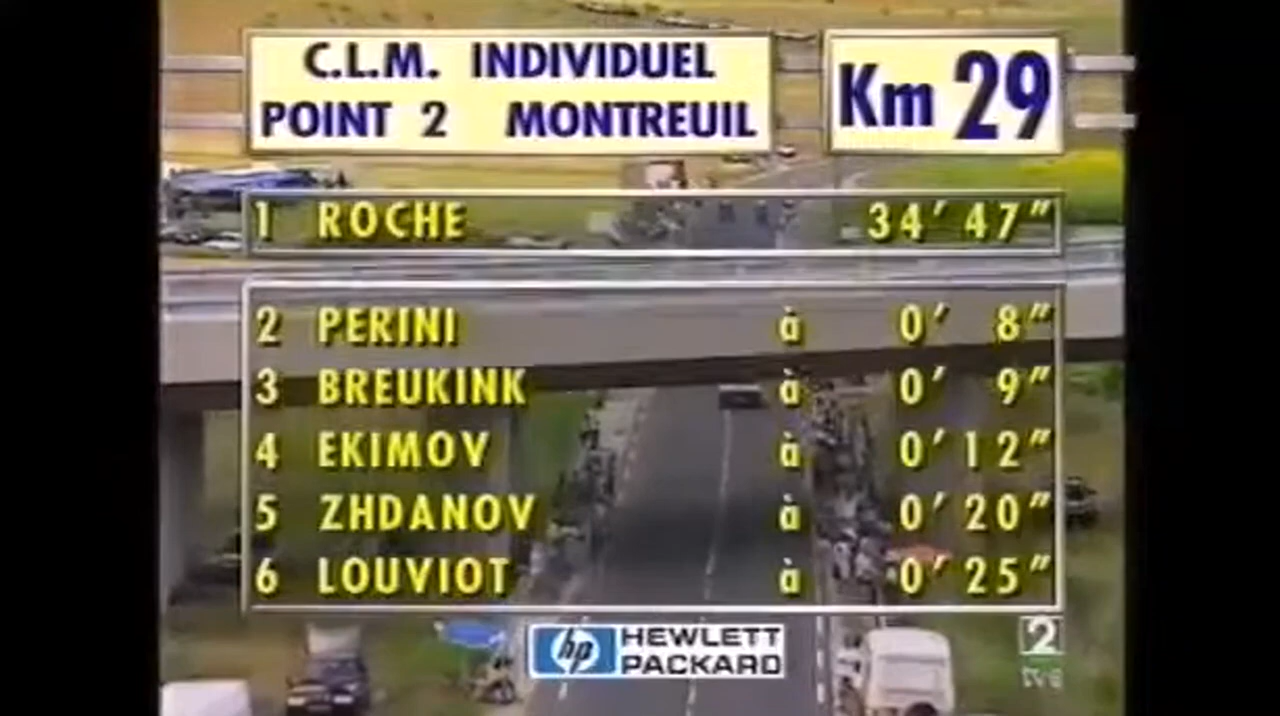 C.L.M. INDIVIDUEL
POINT 2 MONTREUIL
Km 29
1 ROCHE 34' 47"
2 PERINI à 0' 8"
3 BREUKINK à 0' 9"
4 EKIMOV à 0' 12"
5 ZHDANOV à 0' 20"
6 LOUVIOT à 0' 25"
hp HEWLETT
PACKARD
2
tve